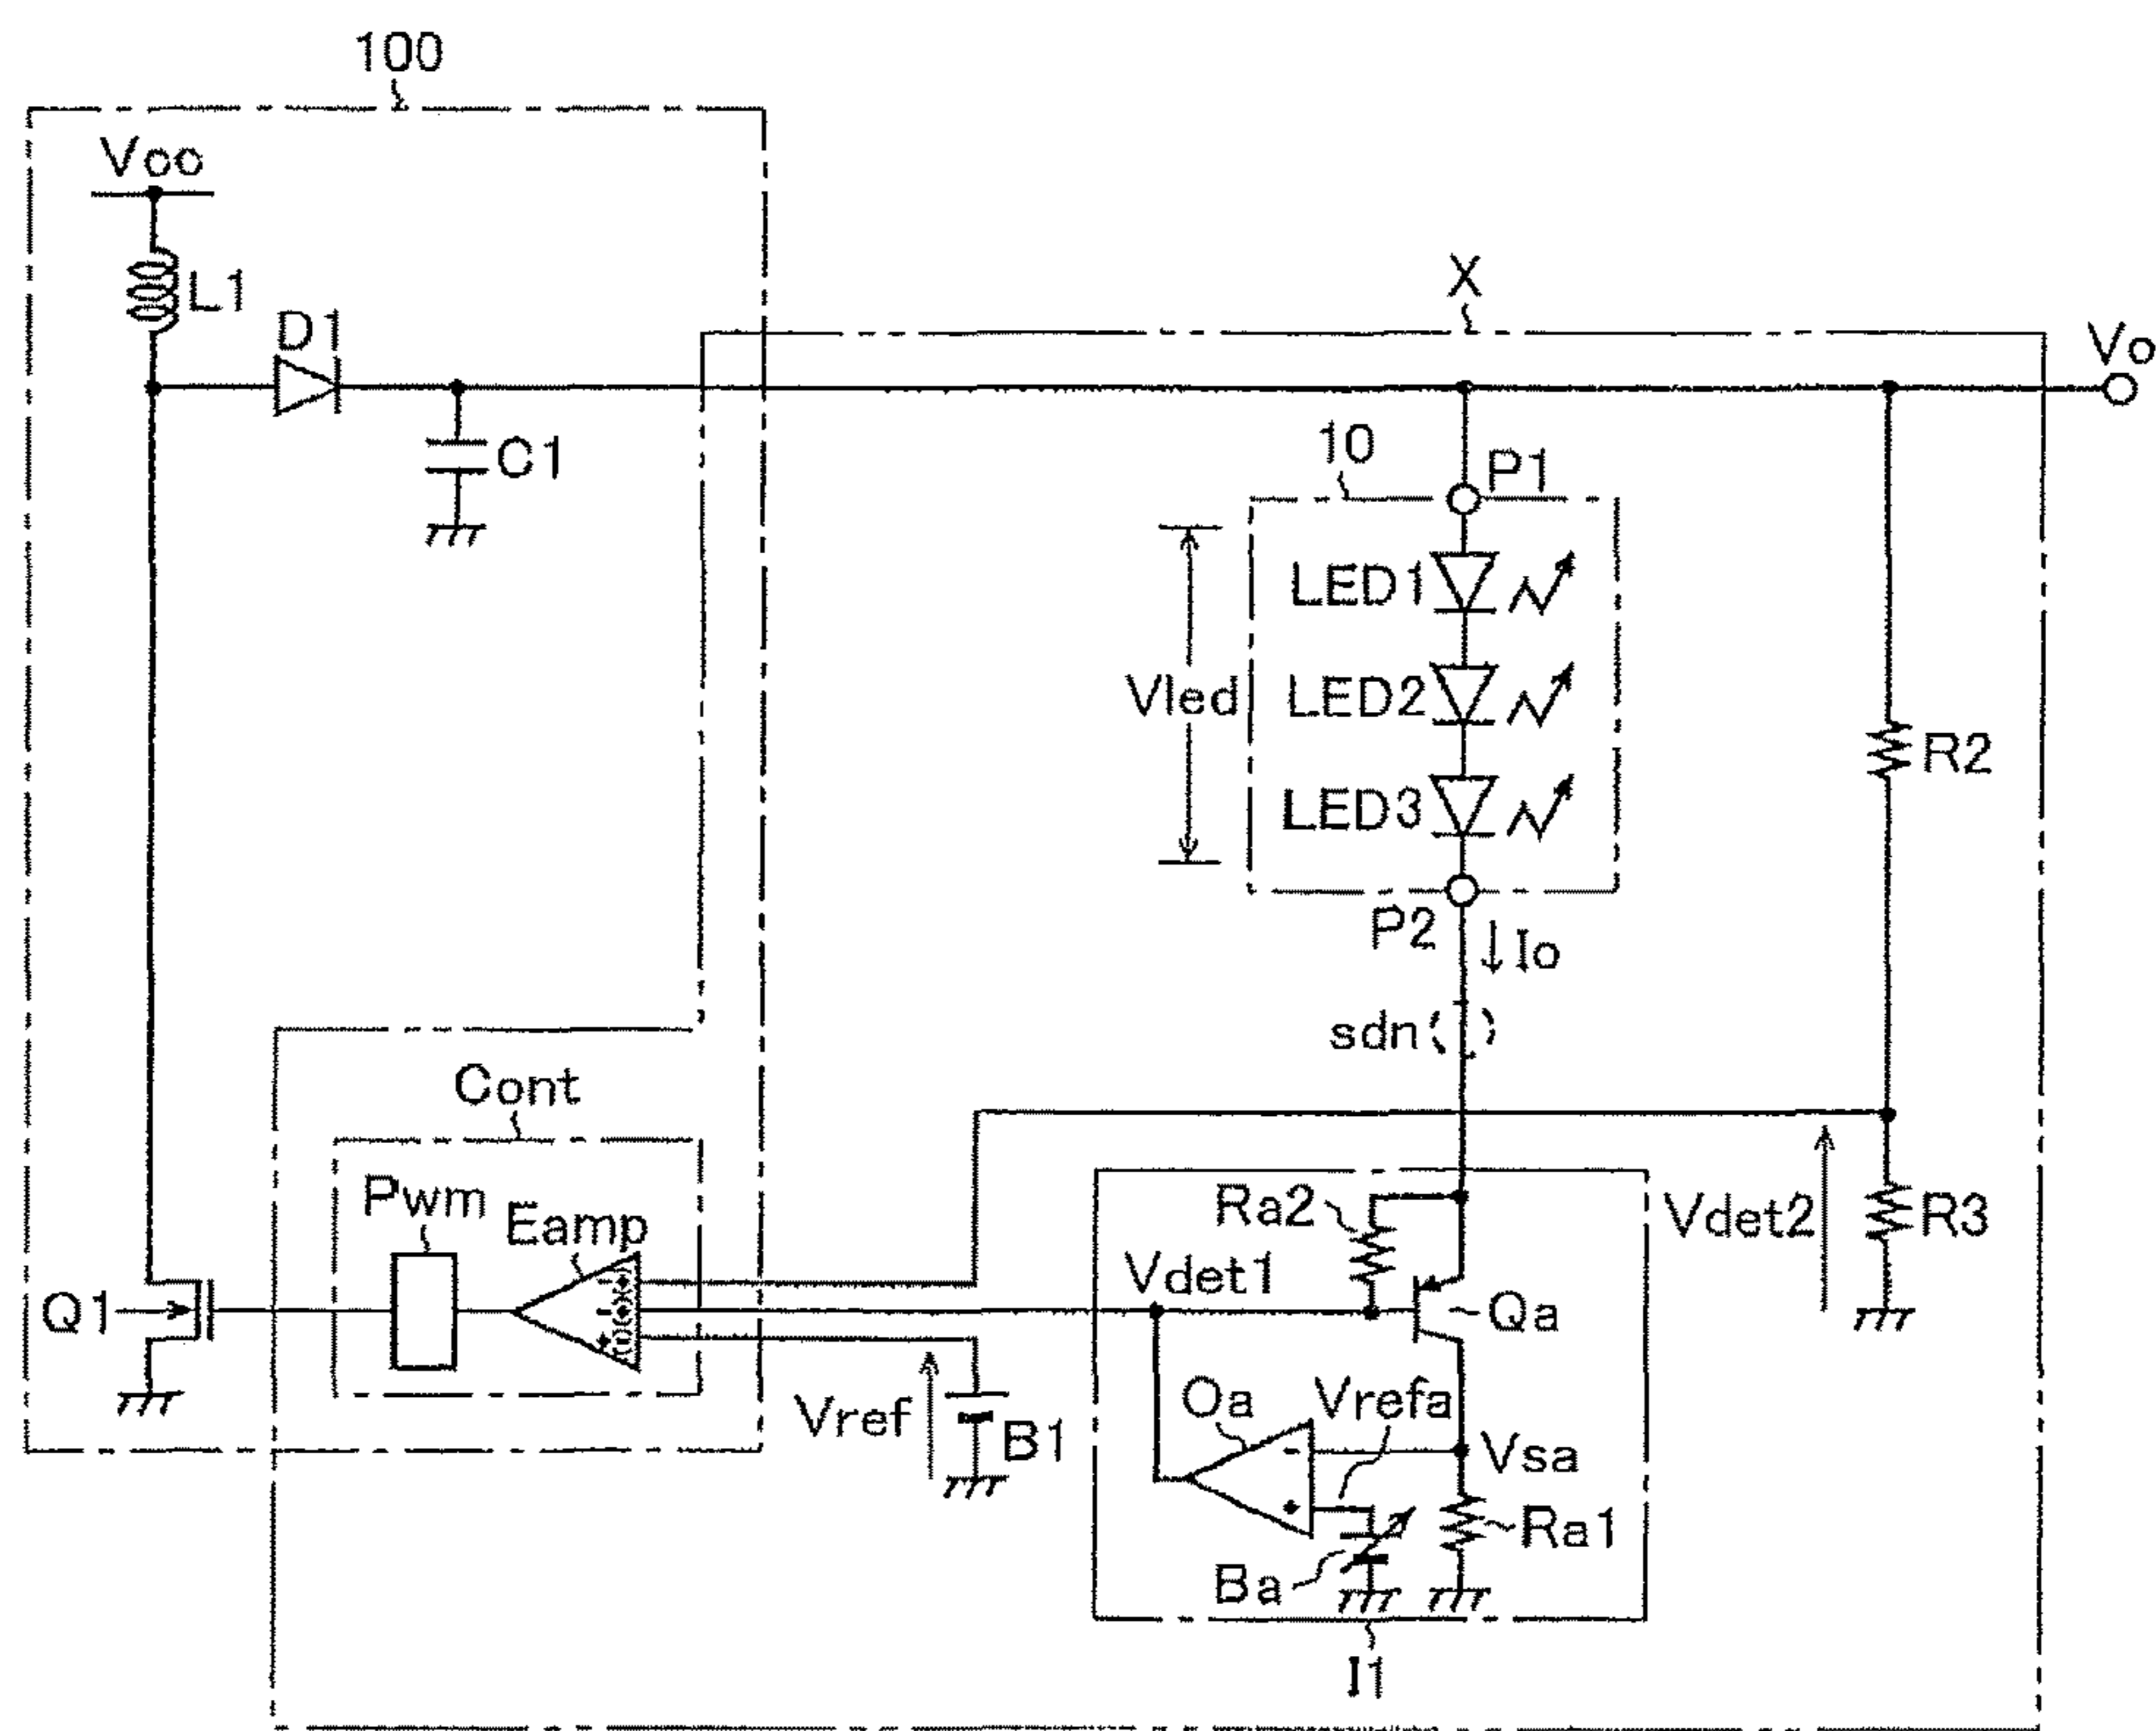 100
Vcc
L1
D1
C1
X
Vo
10
P1
LED1
Vled
LED2
LED3
R2
P2
Io
sdn
Cont
Pwm
Eamp
Ra2
Vdet1
Vdet2
R3
Q1
Qa
Vref
B1
Oa
Vrefa
Vsa
Ra1
Ba
I1